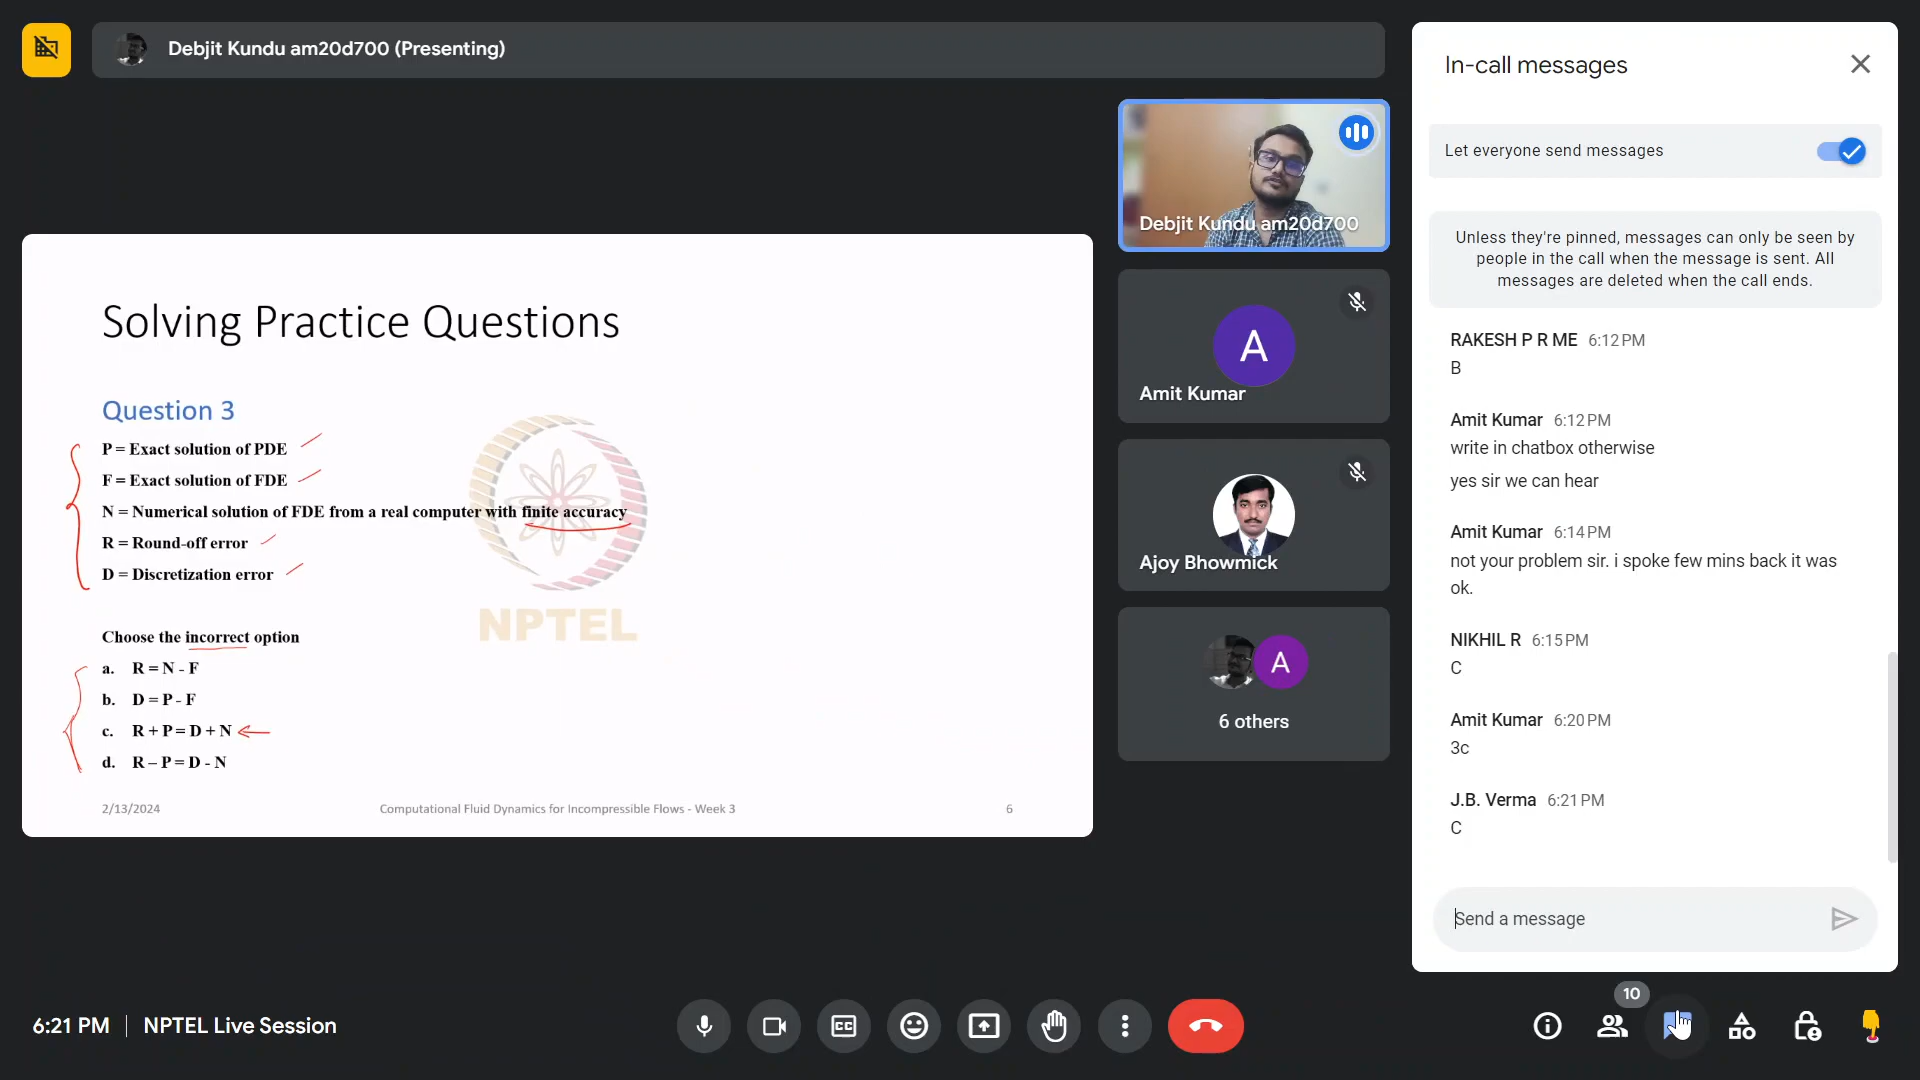 Debjit Kundu am20d700 (Presenting)
Solving Practice Questions
Question 3
P = Exact solution of PDE
F = Exact solution of FDE
N = Numerical solution of FDE from a real computer with finite accuracy
R = Round-off error
D = Discretization error
NPTEL
Choose the incorrect option
a. R = N - F
b. D = P - F
c. R + P = D + N
d. R – P = D - N
2/13/2024
Computational Fluid Dynamics for Incompressible Flows - Week 3
6
Debjit Kundu am20d700
A
Amit Kumar
Ajoy Bhowmick
A
6 others
In-call messages
Let everyone send messages
Unless they're pinned, messages can only be seen by
people in the call when the message is sent. All
messages are deleted when the call ends.
RAKESH P R ME 6:12 PM
B
Amit Kumar 6:12 PM
write in chatbox otherwise
yes sir we can hear
Amit Kumar 6:14 PM
not your problem sir. i spoke few mins back it was
ok.
NIKHIL R 6:15 PM
C
Amit Kumar 6:20 PM
3c
J.B. Verma 6:21 PM
C
Send a message
6:21 PM | NPTEL Live Session
CC
10